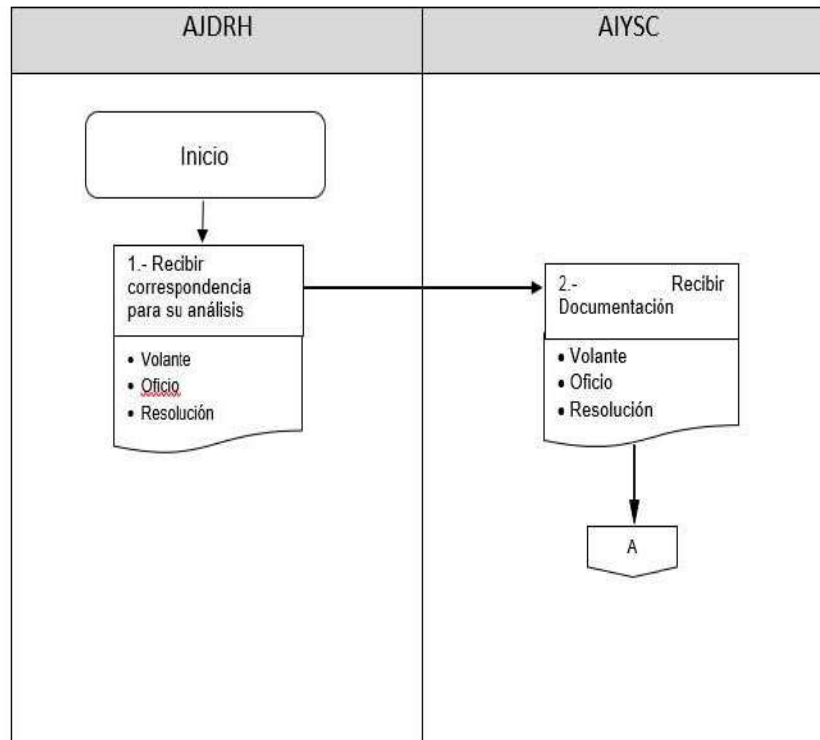 AJDRH
AIYSC
Inicio
1.- Recibir
correspondencia
para su análisis
• Volante
• Oficio
• Resolución
2.- Recibir
Documentación
• Volante
• Oficio
• Resolución
A